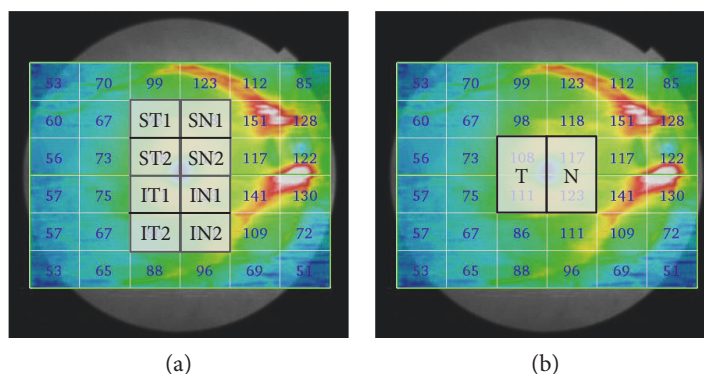 53 70 99 123 112 85
60 67 ST1 SN1 151 128
56 73 ST2 SN2 117 122
57 75 IT1 IN1 141 130
57 67 IT2 IN2 109 72
53 65 88 96 69 51
(a)
53 70 99 123 112 85
60 67 98 118 151 128
56 73 108 117 117 122
T N
57 75 111 123 141 130
57 67 86 111 109 72
53 65 88 96 69 51
(b)